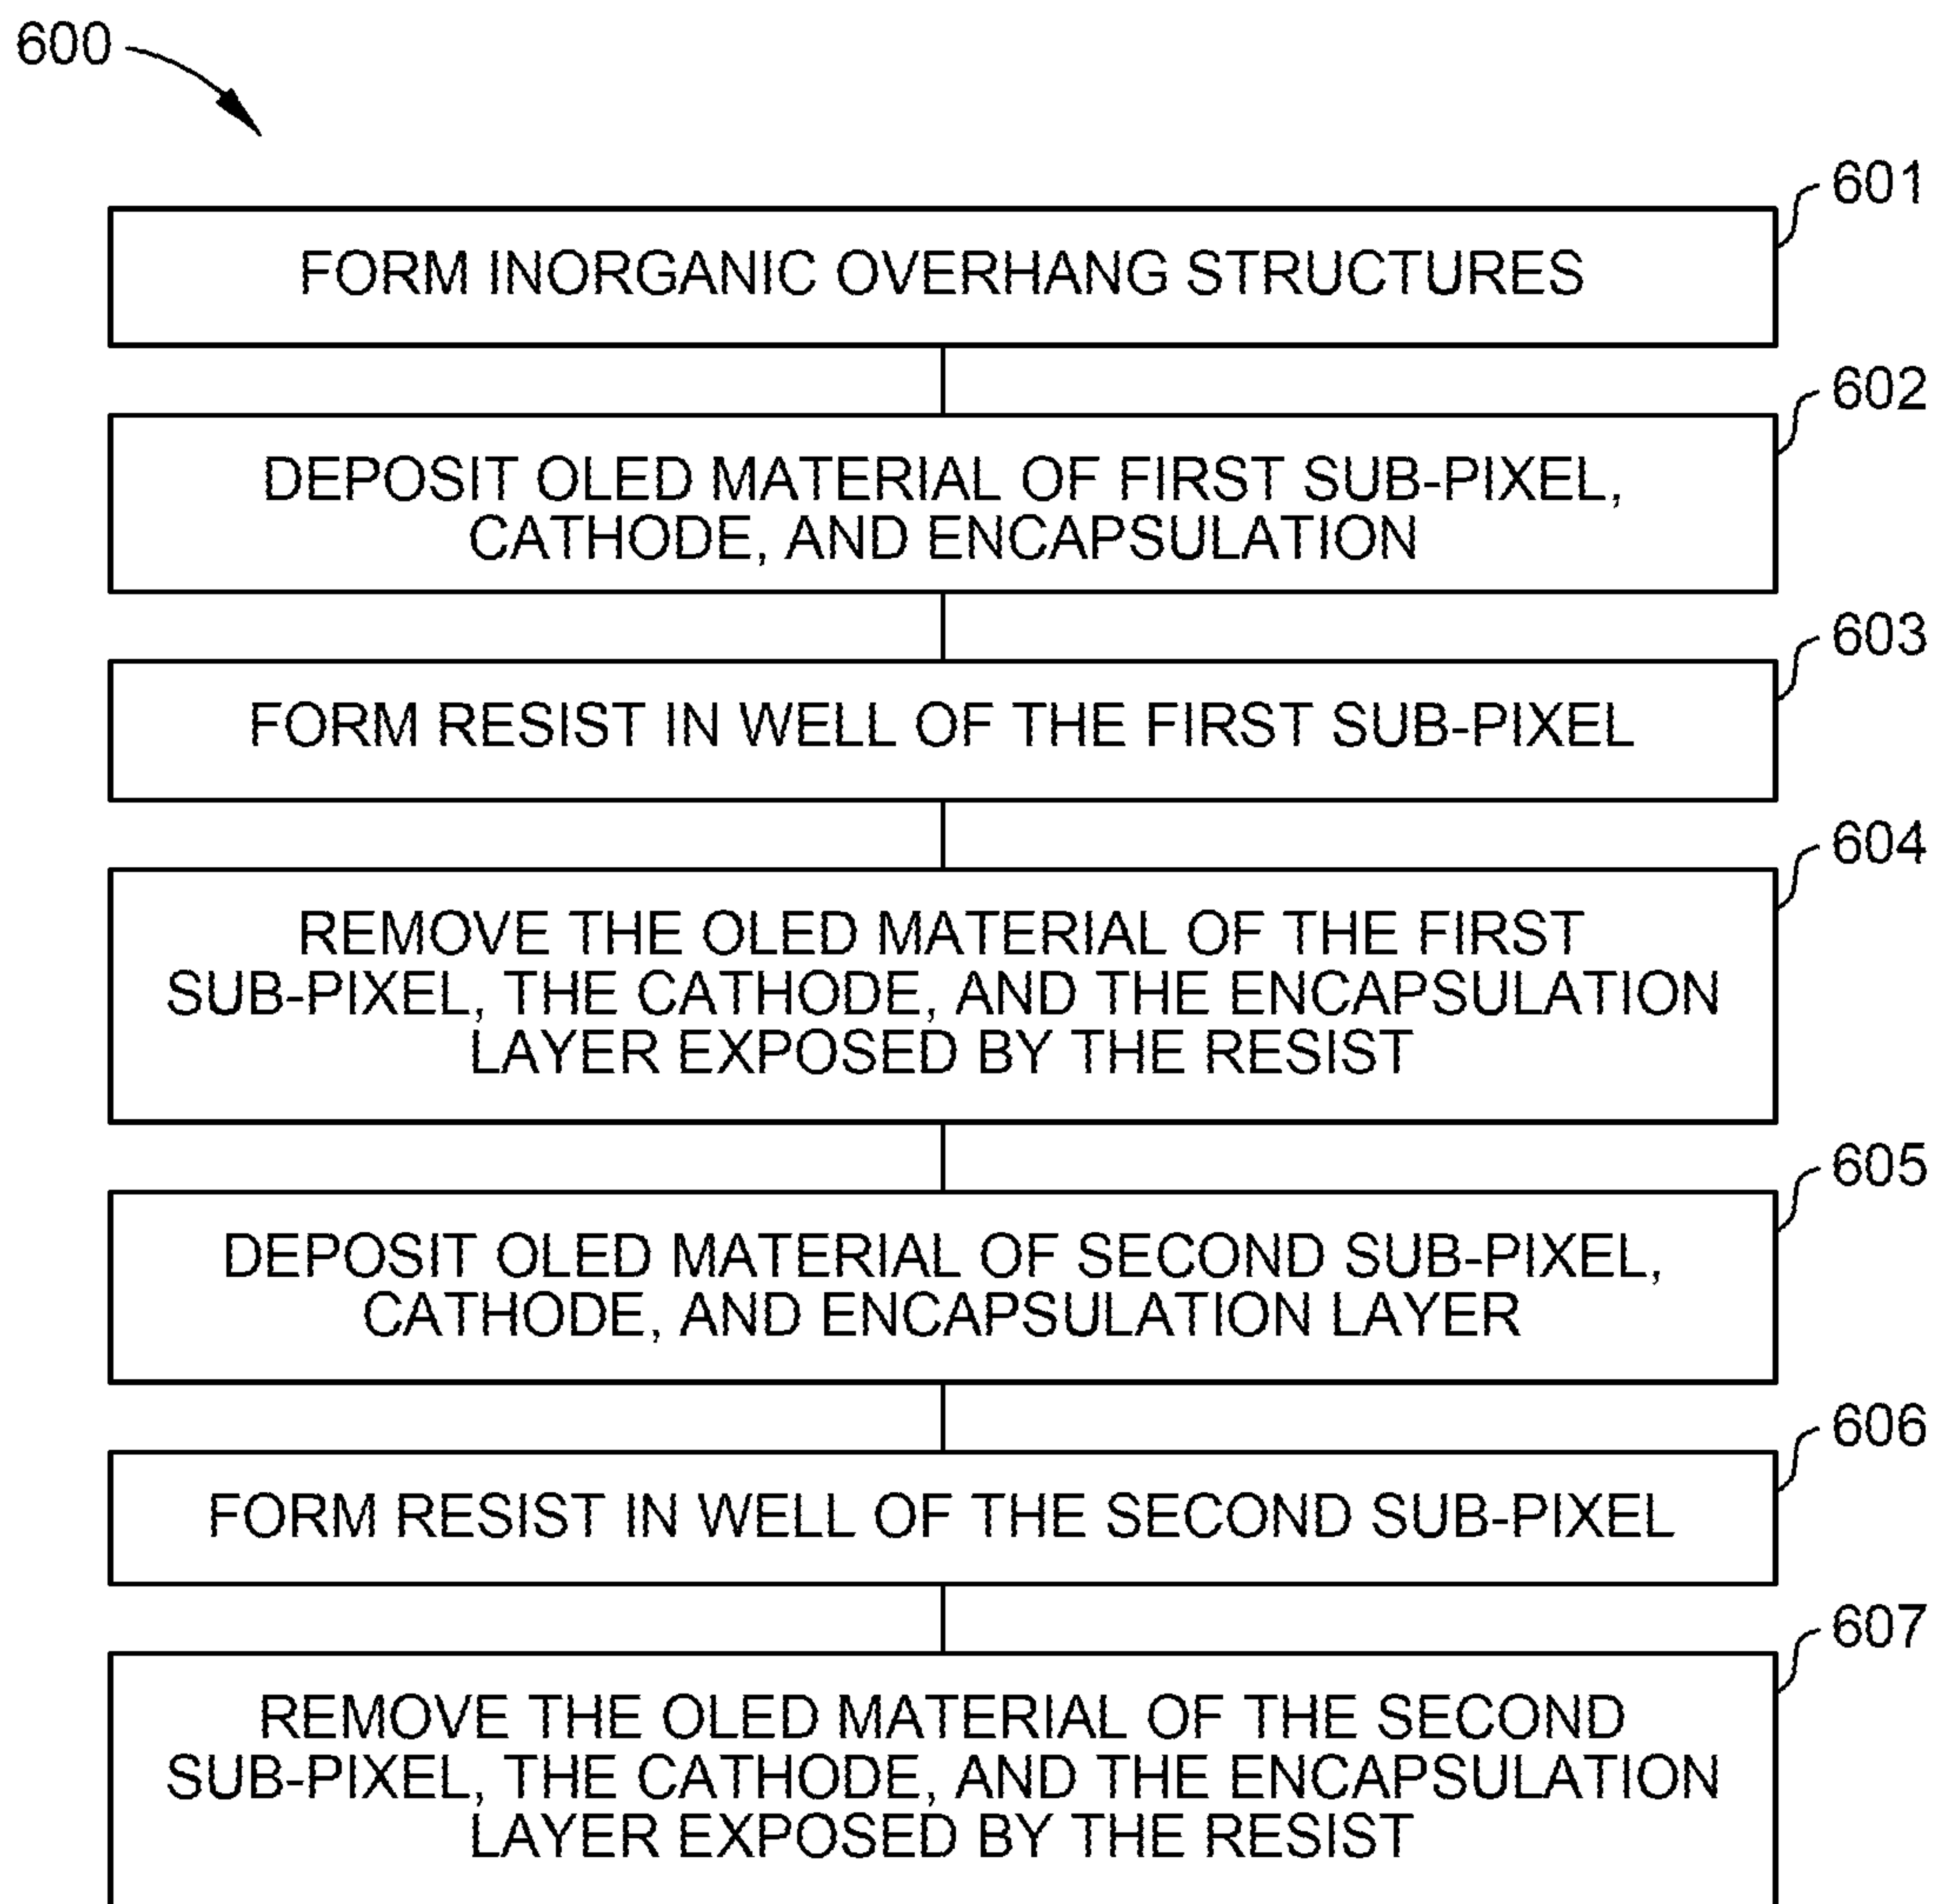 600
601
FORM INORGANIC OVERHANG STRUCTURES
602
DEPOSIT OLED MATERIAL OF FIRST SUB-PIXEL,
CATHODE, AND ENCAPSULATION
603
FORM RESIST IN WELL OF THE FIRST SUB-PIXEL
604
REMOVE THE OLED MATERIAL OF THE FIRST
SUB-PIXEL, THE CATHODE, AND THE ENCAPSULATION
LAYER EXPOSED BY THE RESIST
605
DEPOSIT OLED MATERIAL OF SECOND SUB-PIXEL,
CATHODE, AND ENCAPSULATION LAYER
606
FORM RESIST IN WELL OF THE SECOND SUB-PIXEL
607
REMOVE THE OLED MATERIAL OF THE SECOND
SUB-PIXEL, THE CATHODE, AND THE ENCAPSULATION
LAYER EXPOSED BY THE RESIST